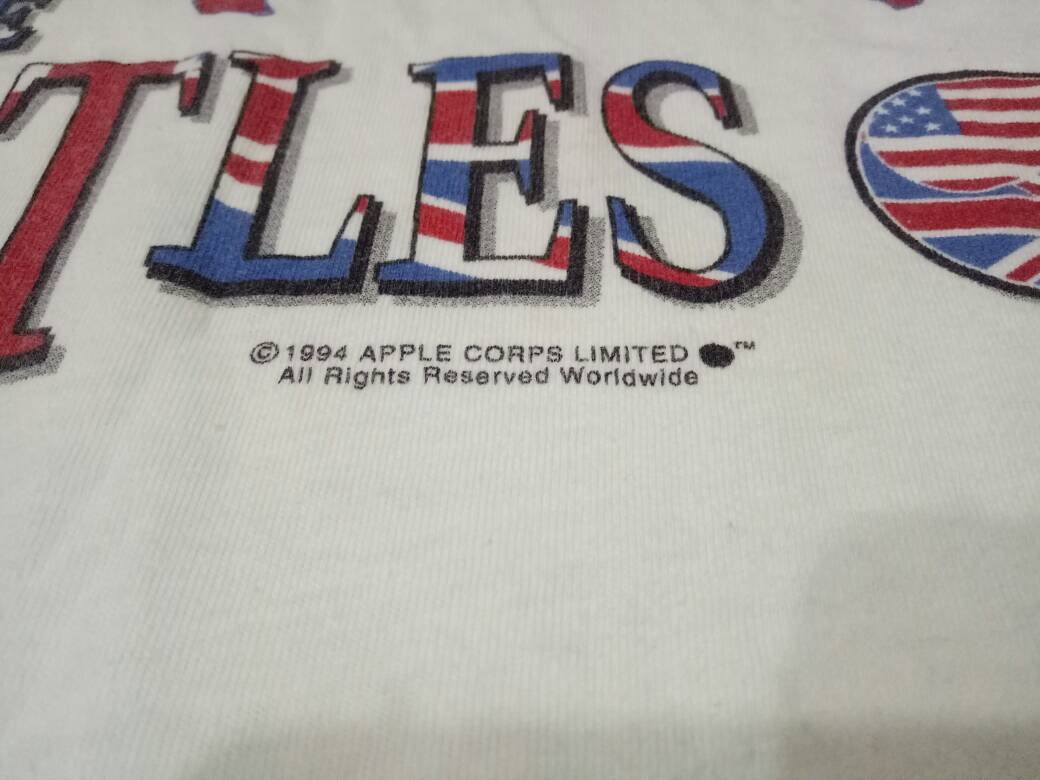 TLES
©1994 APPLE CORPS LIMITED ™
All Rights Reserved Worldwide